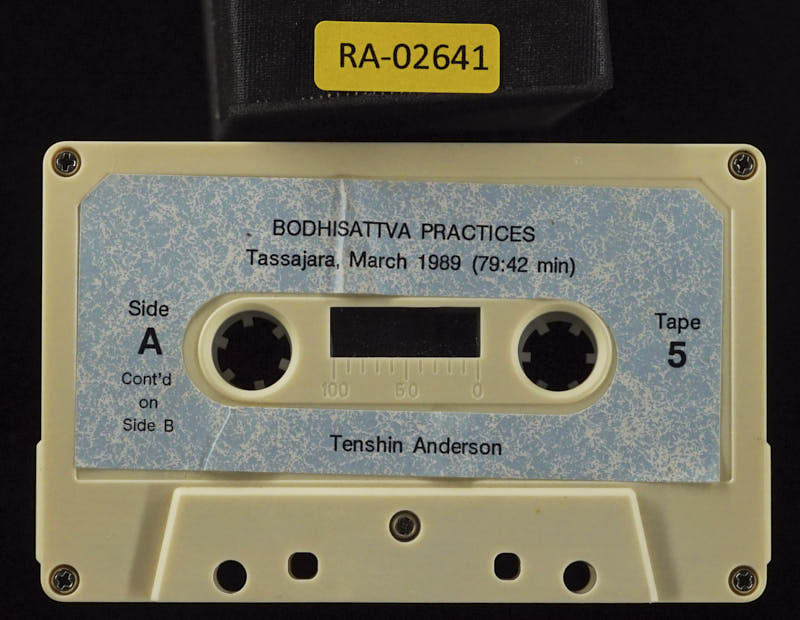 RA-02641
BODHISATTVA PRACTICES
Tassajara, March 1989 (79:42 min)
Side
A
Cont'd
on
Side B
Tape
5
100 50 0
Tenshin Anderson